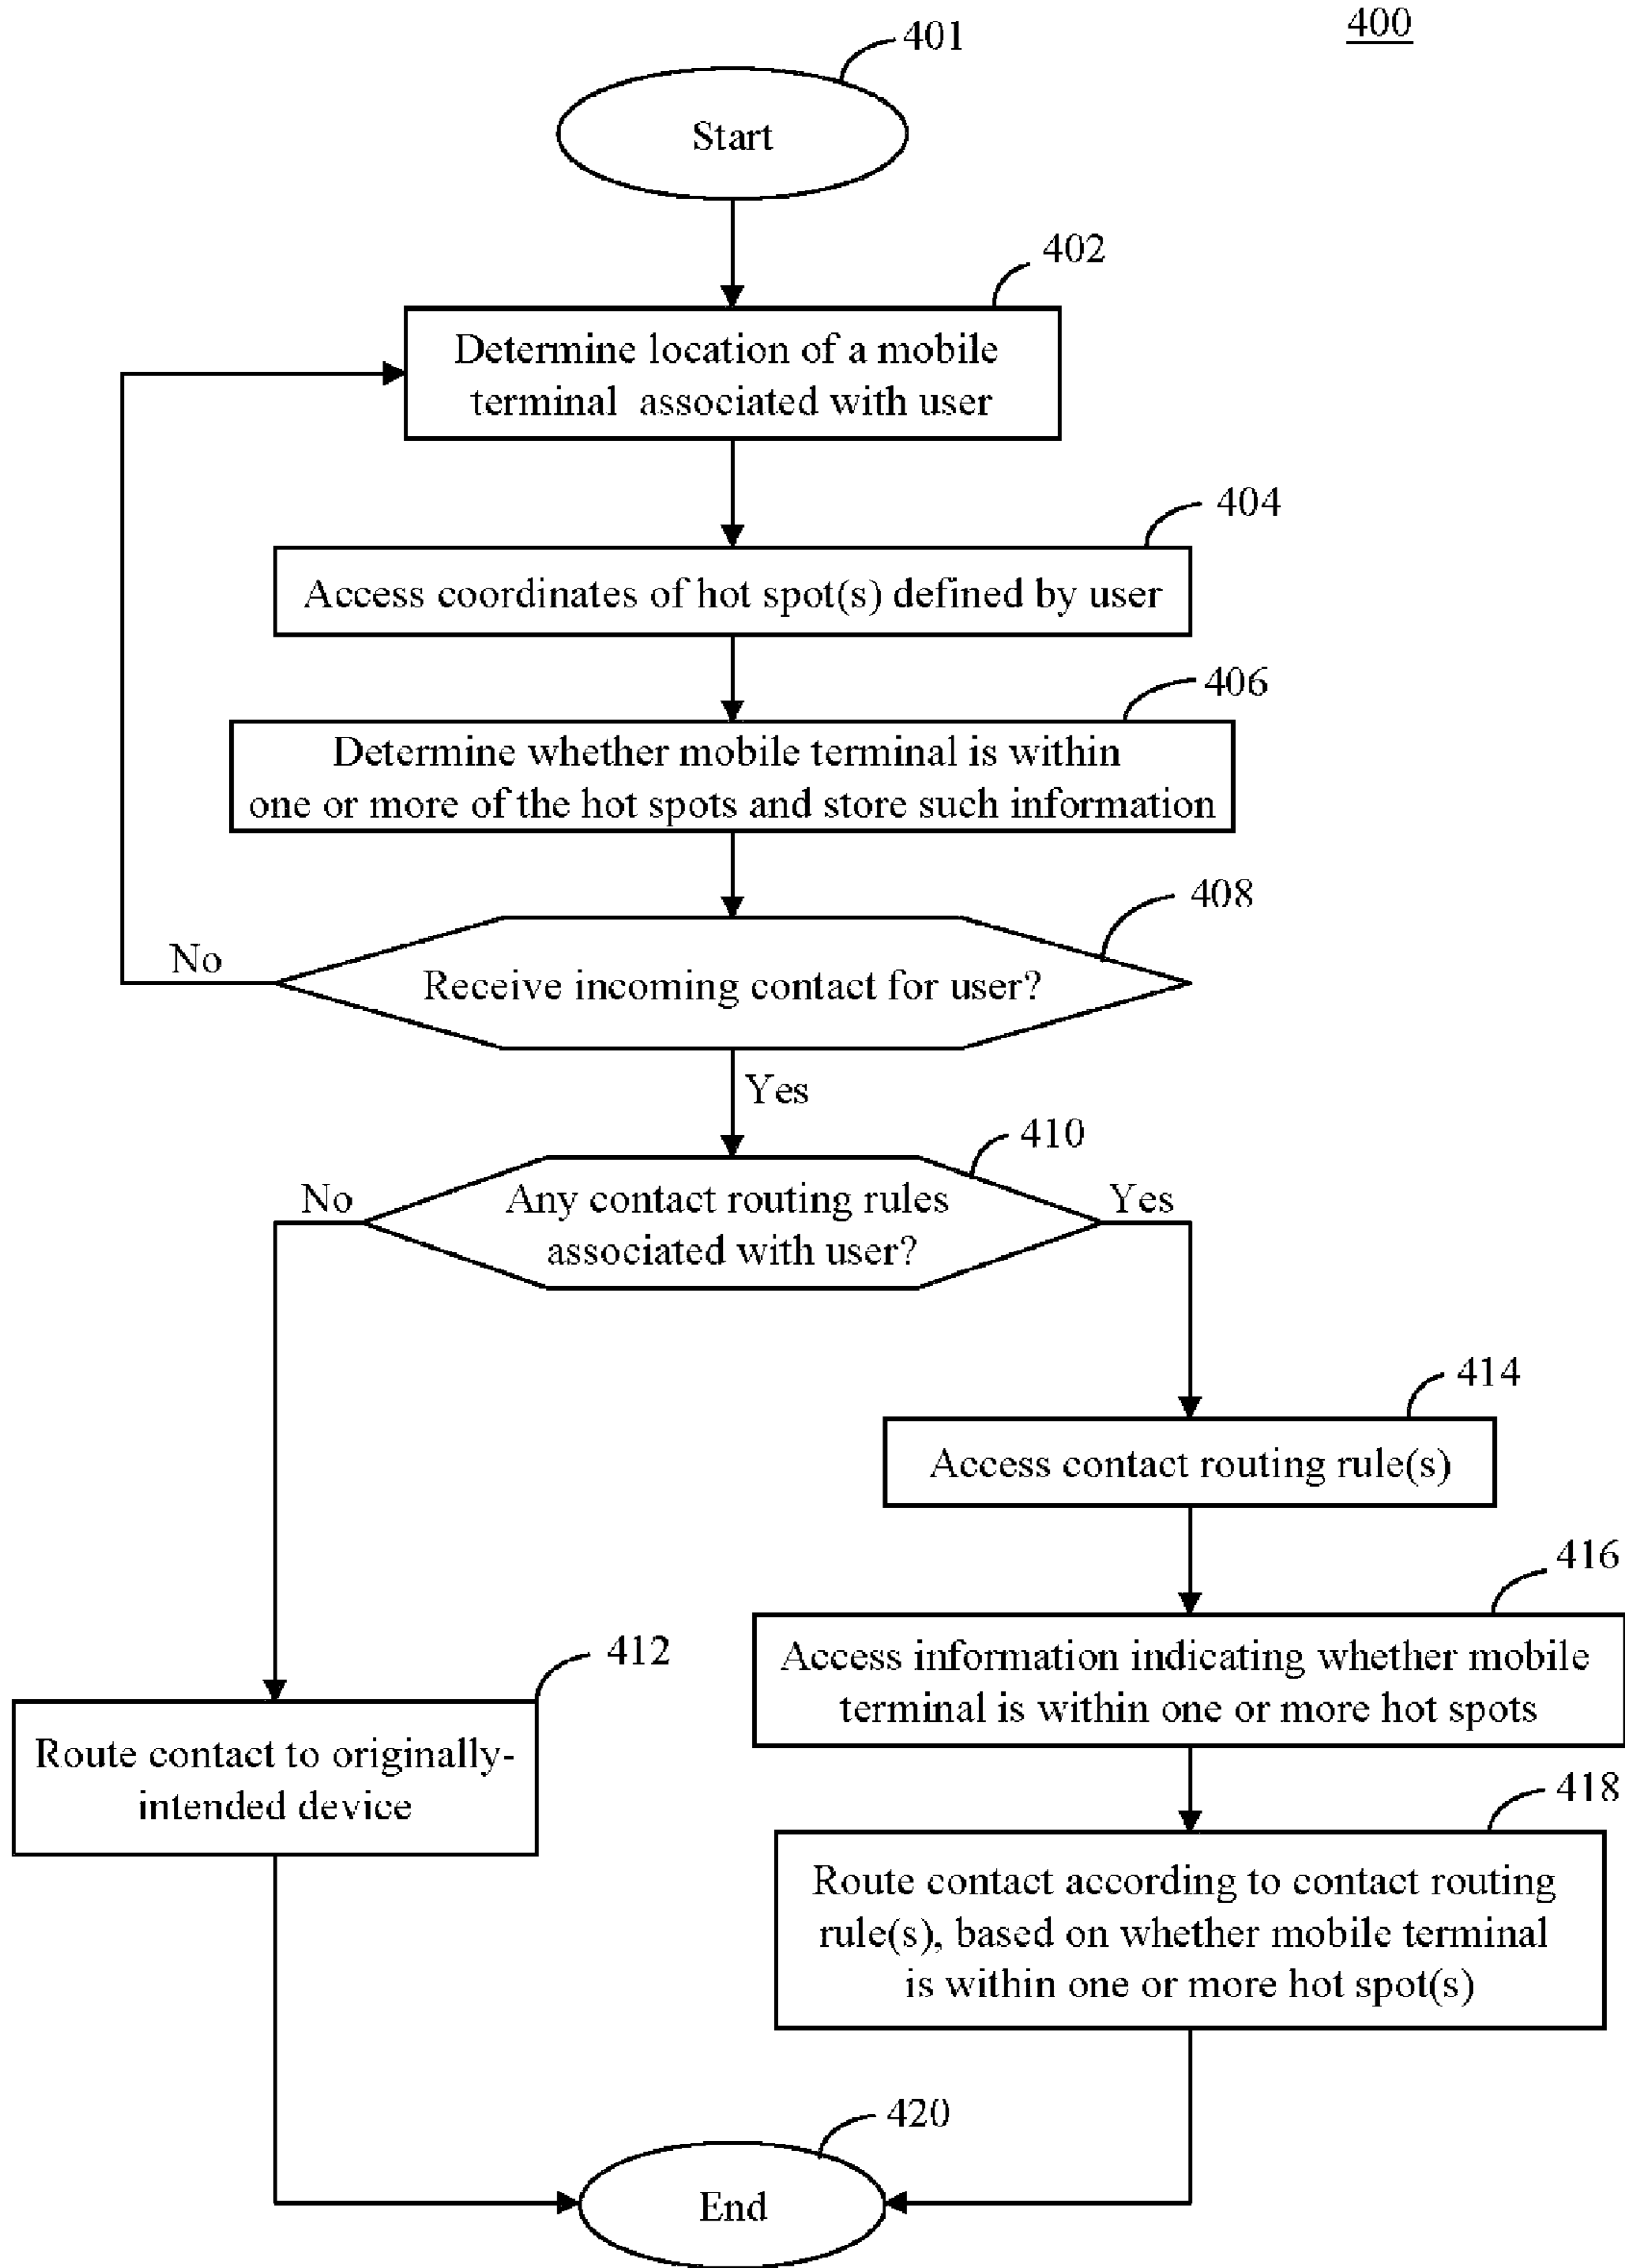 400
401
Start
402
Determine location of a mobile
terminal associated with user
404
Access coordinates of hot spot(s) defined by user
406
Determine whether mobile terminal is within
one or more of the hot spots and store such information
408
No
Receive incoming contact for user?
Yes
410
No
Any contact routing rules
associated with user?
Yes
414
Access contact routing rule(s)
416
Access information indicating whether mobile
terminal is within one or more hot spots
412
Route contact to originally-
intended device
418
Route contact according to contact routing
rule(s), based on whether mobile terminal
is within one or more hot spot(s)
420
End